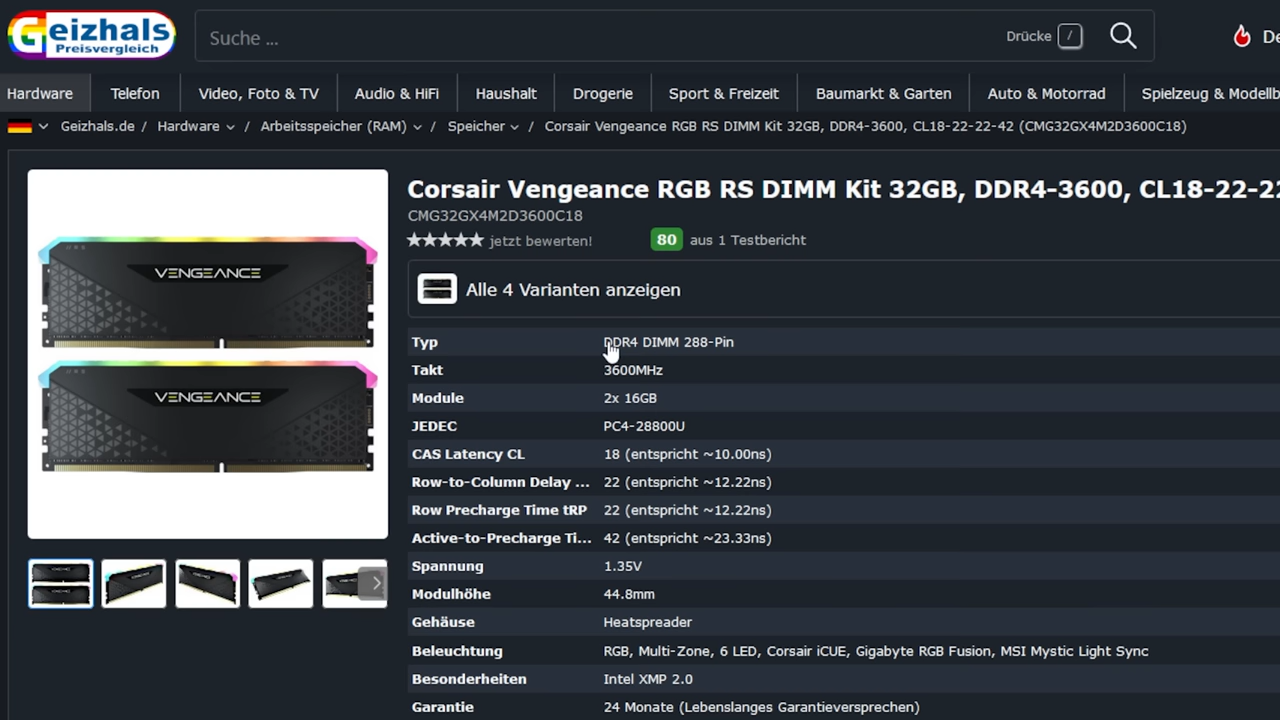 Geizhals
Preisvergleich
Suche ...
Drücke /
De
Hardware
Telefon
Video, Foto & TV
Audio & HiFi
Haushalt
Drogerie
Sport & Freizeit
Baumarkt & Garten
Auto & Motorrad
Spielzeug & Modellb
Geizhals.de / Hardware / Arbeitsspeicher (RAM) / Speicher / Corsair Vengeance RGB RS DIMM Kit 32GB, DDR4-3600, CL18-22-22-42 (CMG32GX4M2D3600C18)
VENGEANCE
VENGEANCE
Corsair Vengeance RGB RS DIMM Kit 32GB, DDR4-3600, CL18-22-22
CMG32GX4M2D3600C18
jetzt bewerten! 80 aus 1 Testbericht
Alle 4 Varianten anzeigen
Typ DDR4 DIMM 288-Pin
Takt 3600MHz
Module 2x 16GB
JEDEC PC4-28800U
CAS Latency CL 18 (entspricht ~10.00ns)
Row-to-Column Delay ... 22 (entspricht ~12.22ns)
Row Precharge Time tRP 22 (entspricht ~12.22ns)
Active-to-Precharge Ti... 42 (entspricht ~23.33ns)
Spannung 1.35V
Modulhöhe 44.8mm
Gehäuse Heatspreader
Beleuchtung RGB, Multi-Zone, 6 LED, Corsair iCUE, Gigabyte RGB Fusion, MSI Mystic Light Sync
Besonderheiten Intel XMP 2.0
Garantie 24 Monate (Lebenslanges Garantieversprechen)